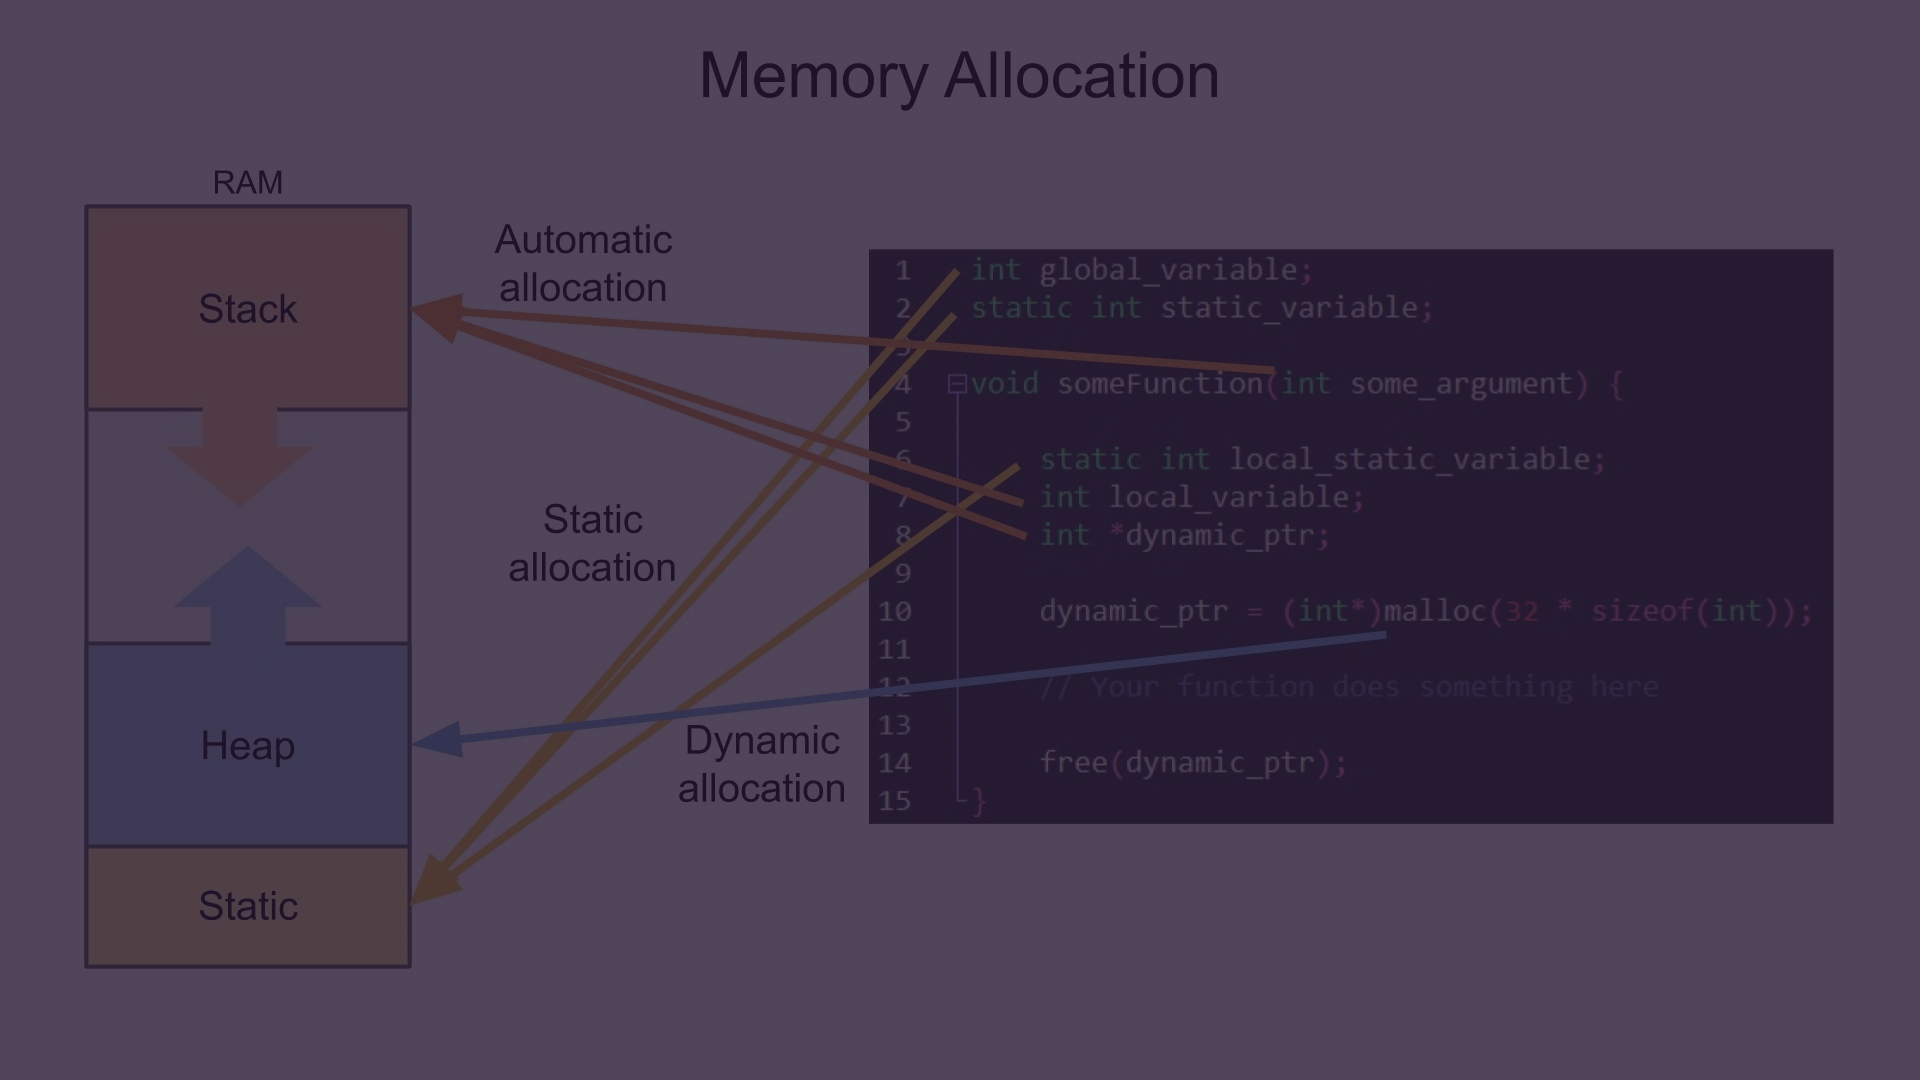 Memory Allocation
RAM
Stack
Heap
Static
Automatic
allocation
Static
allocation
Dynamic
allocation
1 int global_variable;
2 static int static_variable;
3
4 void someFunction(int some_argument) {
5
6 static int local_static_variable;
7 int local_variable;
8 int *dynamic_ptr;
9
10 dynamic_ptr = (int*)malloc(32 * sizeof(int));
11
12 // Your function does something here
13
14 free(dynamic_ptr);
15 }